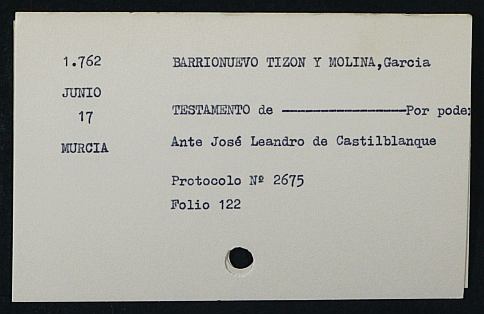 1.762 BARRIONUEVO TIZON Y MOLINA,Garcia
JUNIO
17 TESTAMENTO de ------------------Por pode
MURCIA Ante José Leandro de Castilblanque
Protocolo Nº 2675
Folio 122